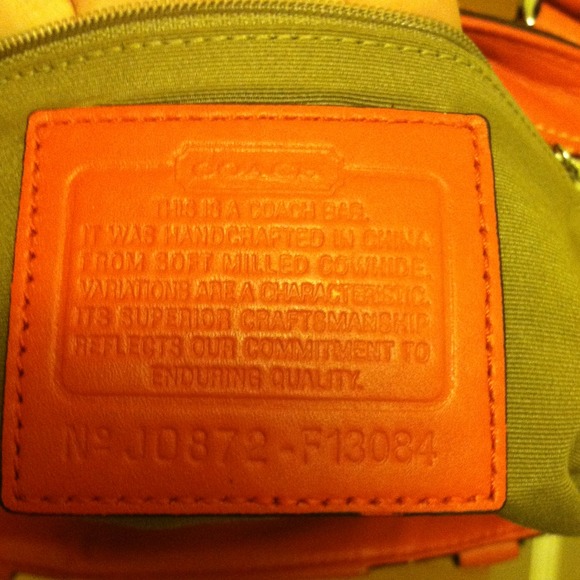 COACH
THIS IS A COACH BAG.
IT WAS HANDCRAFTED IN CHINA
FROM SOFT MILLED COWHIDE.
VARIATIONS ARE A CHARACTERISTIC.
ITS SUPERIOR CRAFTSMANSHIP
REFLECTS OUR COMMITMENT TO
ENDURING QUALITY.
Nº J0872-F13084